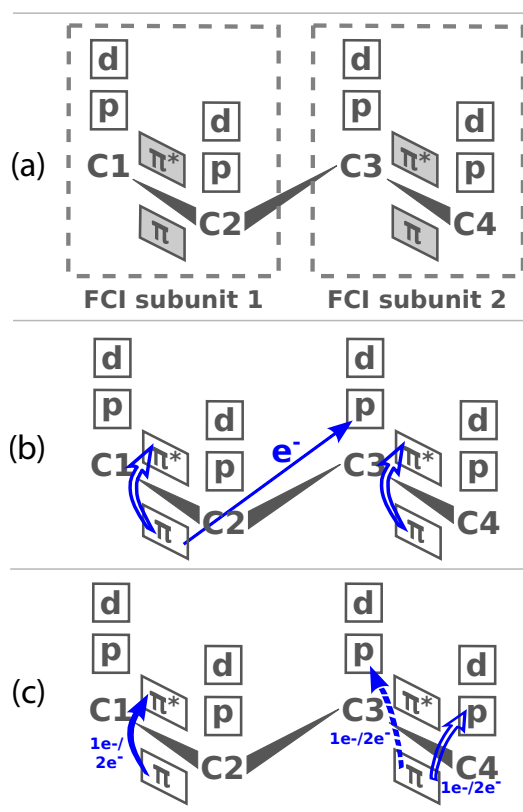 (a)
d
p
C1
π*
π
d
p
C2
d
p
C3
π*
π
d
p
C4
FCI subunit 1
FCI subunit 2
(b)
d
p
C1
π*
π
d
p
C2
e-
d
p
C3
π*
π
d
p
C4
(c)
d
p
C1
π*
π
1e-/
2e-
d
p
C2
d
p
C3
1e-/2e-
π*
π
d
p
C4
1e-/2e-